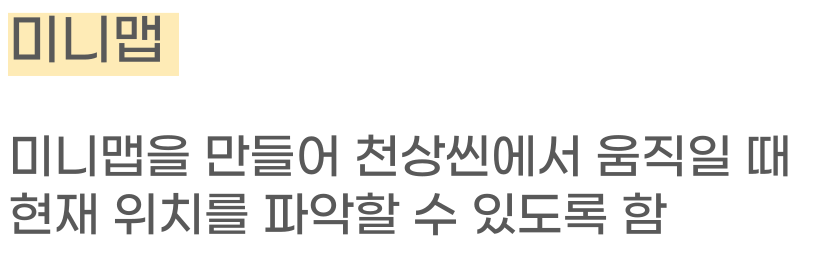 미니맵
미니맵을 만들어 천상씬에서 움직일 때
현재 위치를 파악할 수 있도록 함